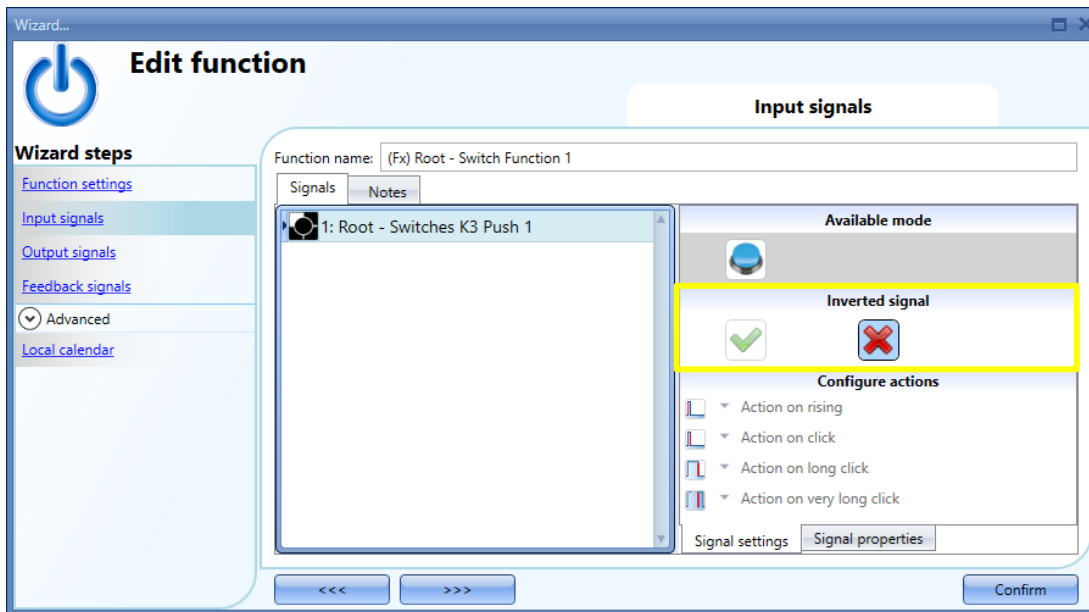 Wizard...
Edit function
Input signals
Wizard steps
Function settings
Input signals
Output signals
Feedback signals
Advanced
Local calendar
Function name: (Fx) Root - Switch Function 1
Signals Notes
1: Root - Switches K3 Push 1
Available mode
Inverted signal
Configure actions
Action on rising
Action on click
Action on long click
Action on very long click
Signal settings Signal properties
<<< >>> Confirm